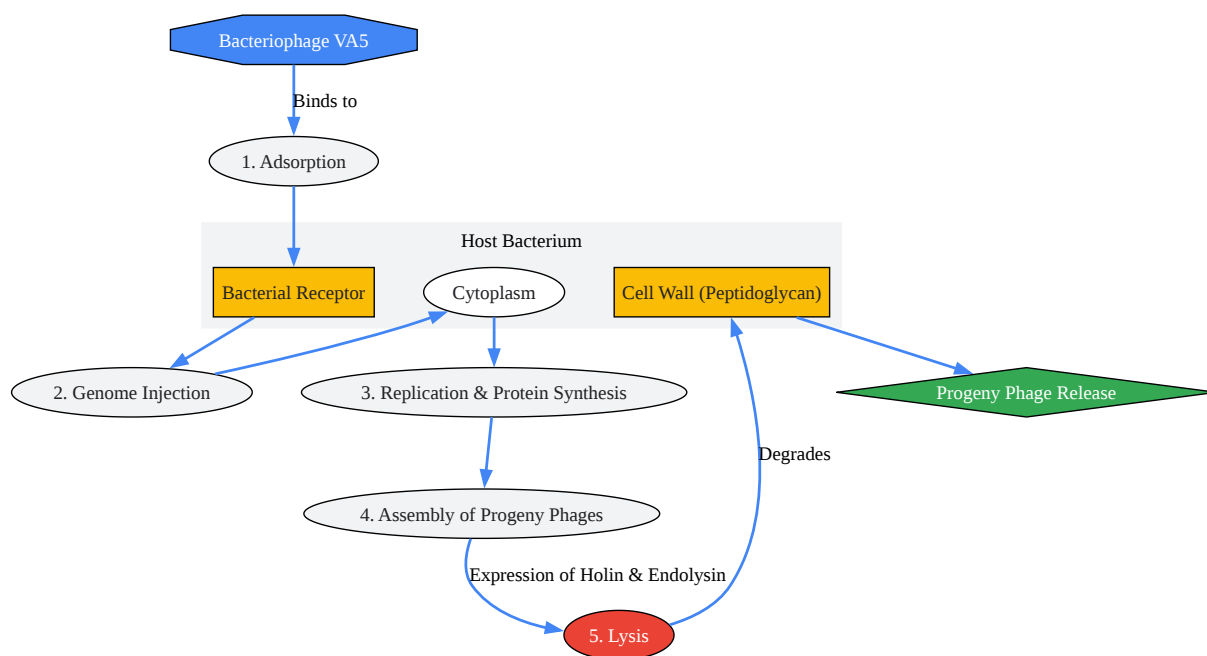 Bacteriophage VA5
Binds to
1. Adsorption
Host Bacterium
Bacterial Receptor
Cytoplasm
Cell Wall (Peptidoglycan)
2. Genome Injection
3. Replication & Protein Synthesis
Progeny Phage Release
Degrades
4. Assembly of Progeny Phages
Expression of Holin & Endolysin
5. Lysis